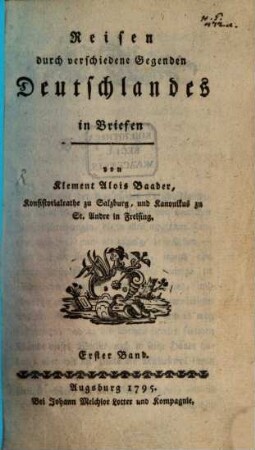 Reisen
durch verschiedene Gegenden
Deutschlandes
in Briefen
von
Klement Alois Baader,
Konsistorialrathe zu Salzburg, und Kanonikus zu
St. Andre in Freising.
Erster Band.
Augsburg 1795.
Bei Johann Melchior Lotter und Kompagnie.